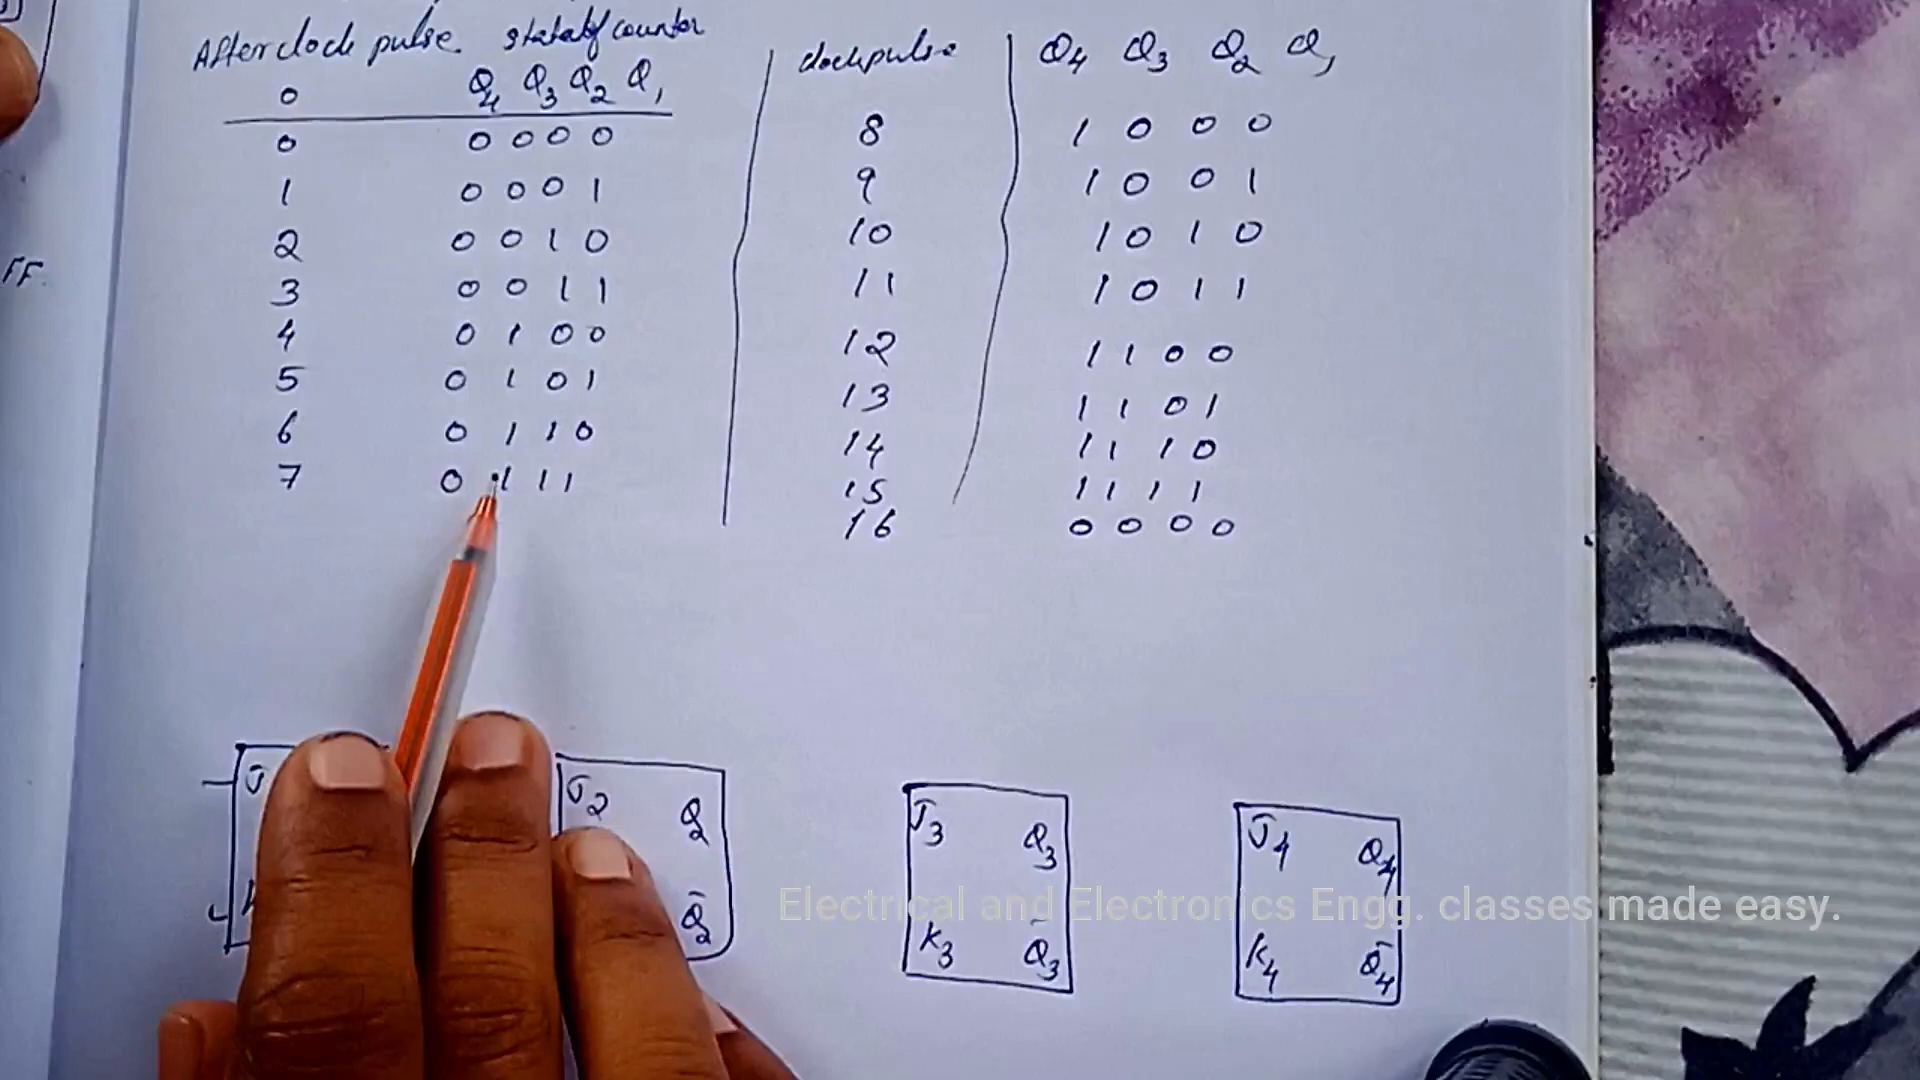 After clock pulse. State of counter
0 Q4 Q3 Q2 Q1
0 0 0 0 0
1 0 0 0 1
2 0 0 1 0
3 0 0 1 1
4 0 1 0 0
5 0 1 0 1
6 0 1 1 0
7 0 1 1 1
clock pulse Q4 Q3 Q2 Q1
8 1 0 0 0
9 1 0 0 1
10 1 0 1 0
11 1 0 1 1
12 1 1 0 0
13 1 1 0 1
14 1 1 1 0
15 1 1 1 1
16 0 0 0 0
FF.
J
J2 Q2
Q̄2
J3 Q3
K3 Q̄3
J4 Q4
K4 Q̄4
Electrical and Electronics Engg. classes made easy.